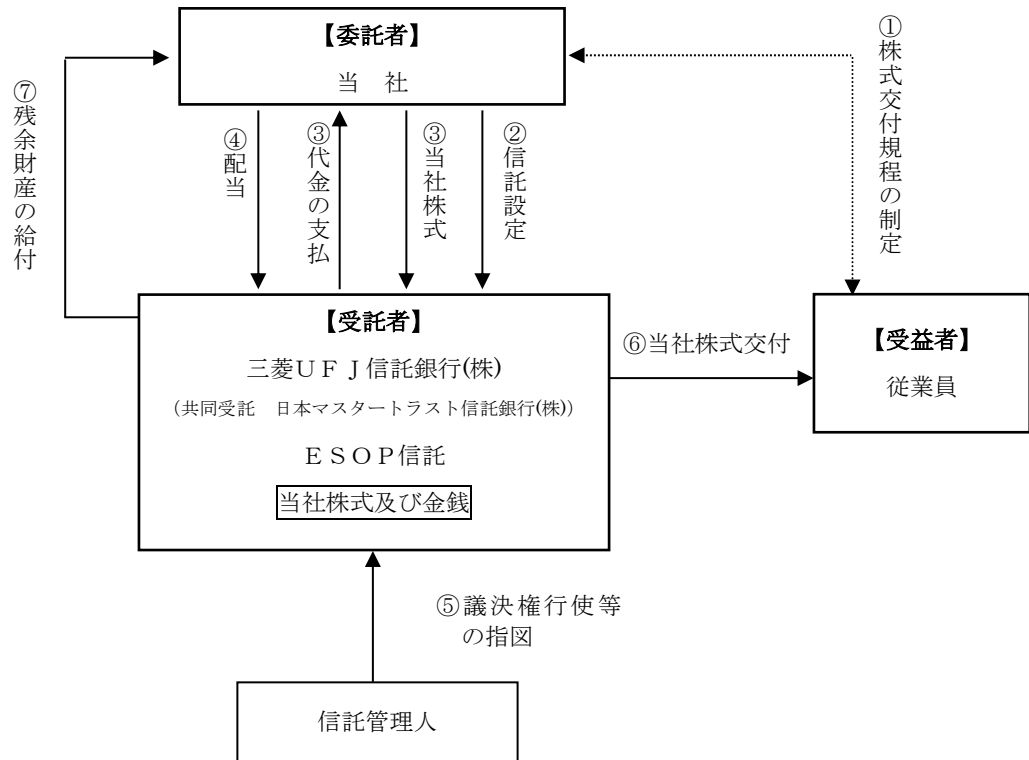 【委託者】
当　社
①株式交付規程の制定
⑦残余財産の給付
④配当
③代金の支払
③当社株式
②信託設定
【受託者】
三菱ＵＦＪ信託銀行(株)
（共同受託　日本マスタートラスト信託銀行(株)）
ＥＳＯＰ信託
当社株式及び金銭
⑥当社株式交付
【受益者】
従業員
⑤議決権行使等
の指図
信託管理人